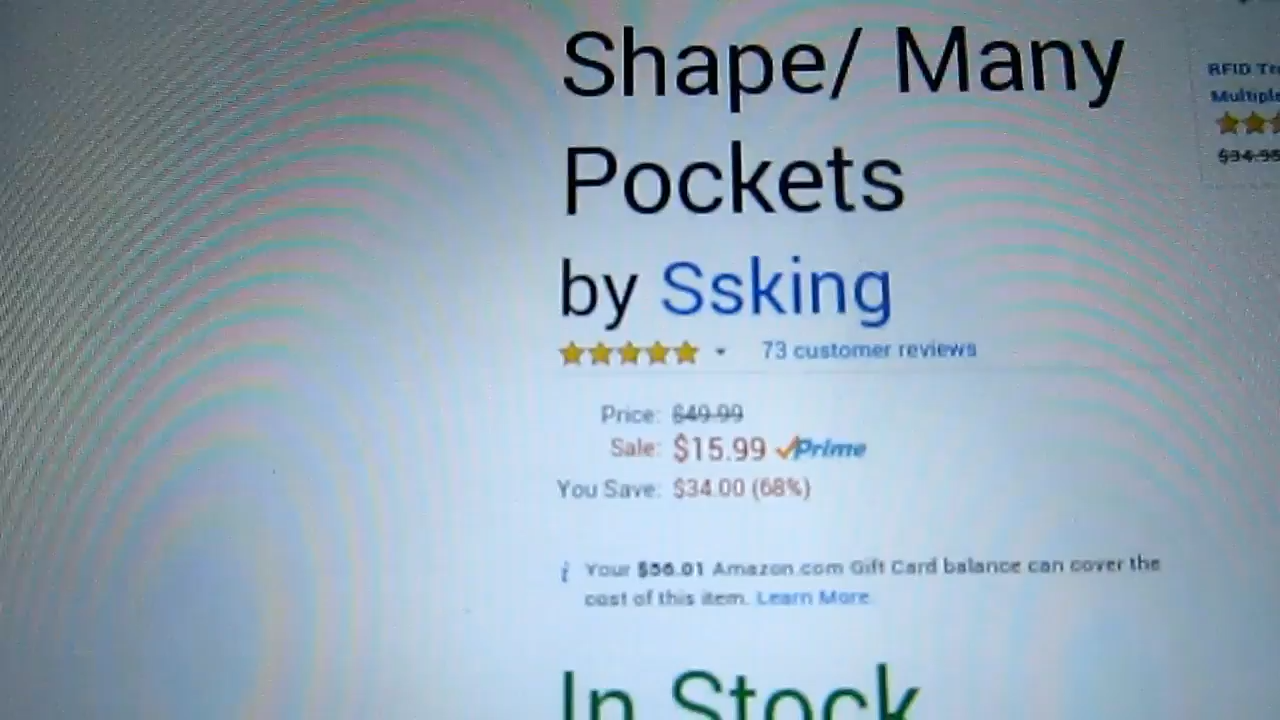 Shape/ Many
Pockets
by Ssking
73 customer reviews
Price: $49.99
Sale: $15.99 Prime
You Save: $34.00 (68%)
i Your $56.01 Amazon.com Gift Card balance can cover the
cost of this item. Learn More.
In Stock
RFID
Multiple